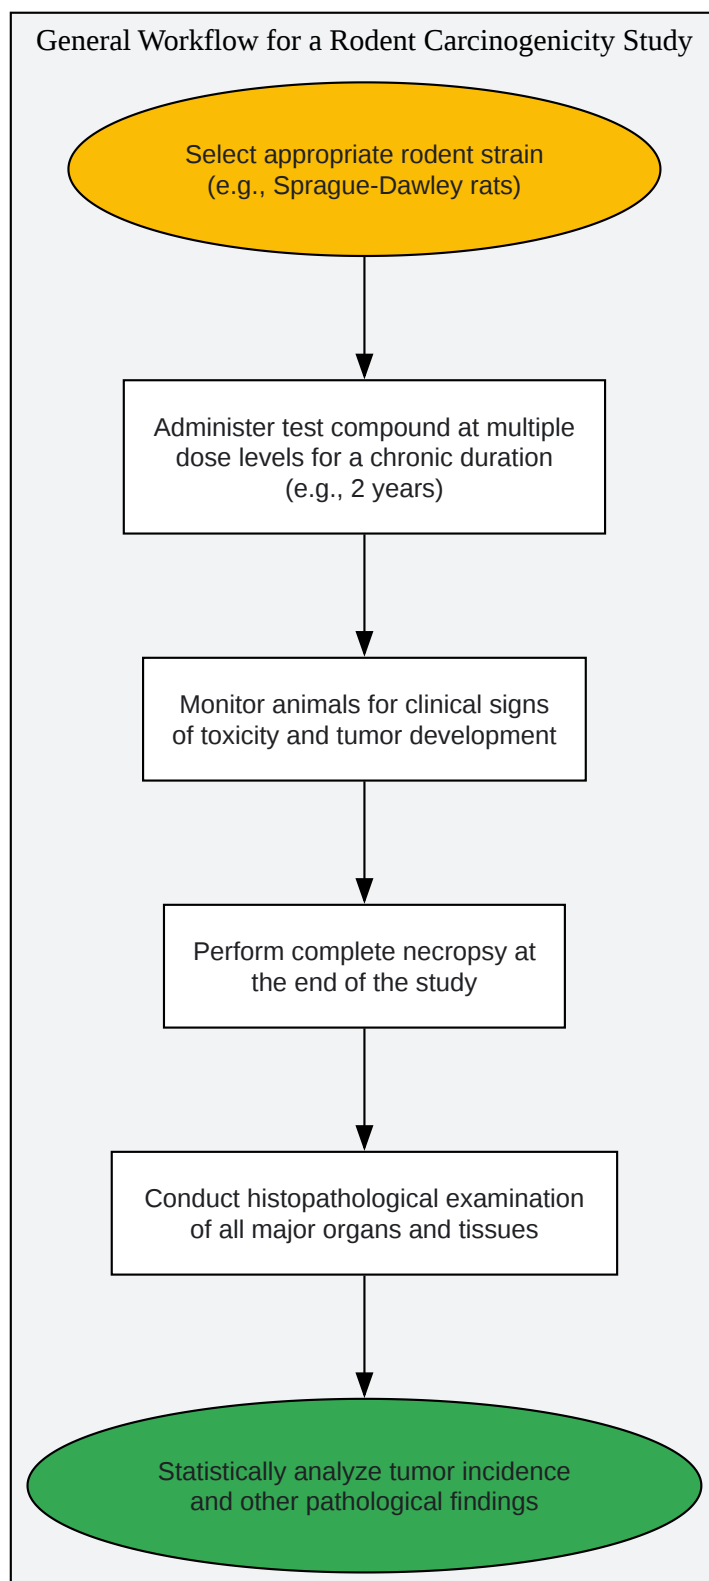 General Workflow for a Rodent Carcinogenicity Study
Select appropriate rodent strain
(e.g., Sprague-Dawley rats)
Administer test compound at multiple
dose levels for a chronic duration
(e.g., 2 years)
Monitor animals for clinical signs
of toxicity and tumor development
Perform complete necropsy at
the end of the study
Conduct histopathological examination
of all major organs and tissues
Statistically analyze tumor incidence
and other pathological findings